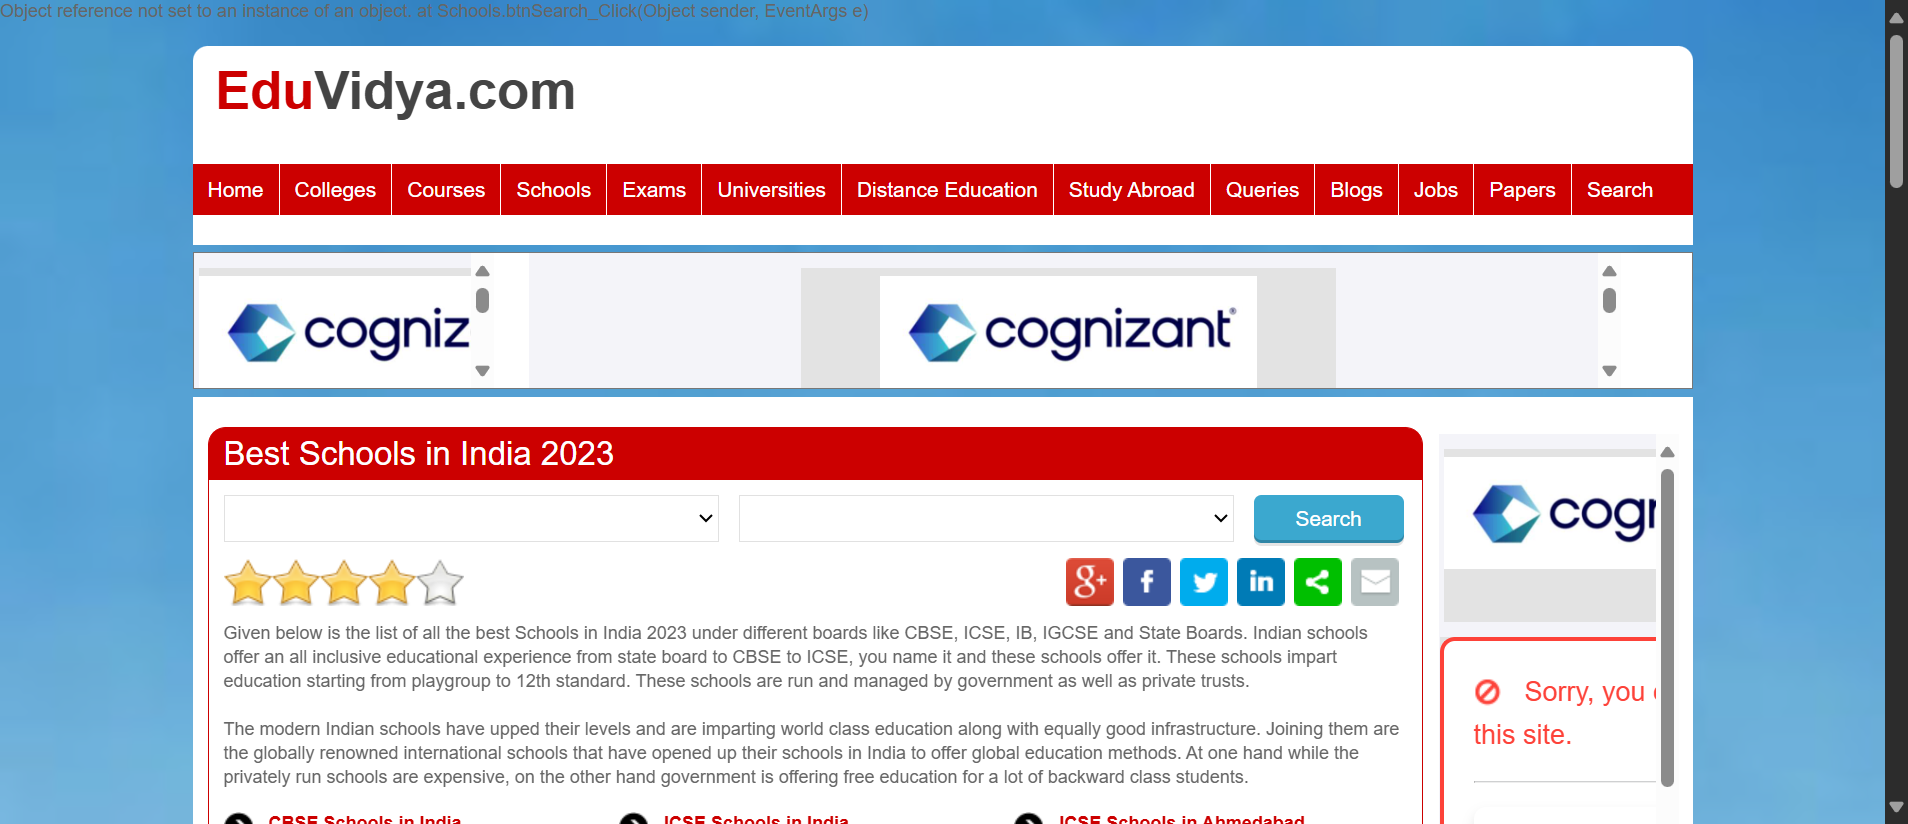 Object reference not set to an instance of an object. at Schools.btnSearch_Click(Object sender, EventArgs e)
EduVidya.com
Home Colleges Courses Schools Exams Universities Distance Education Study Abroad Queries Blogs Jobs Papers Search
cogniz
cognizant®
Best Schools in India 2023
Search
Given below is the list of all the best Schools in India 2023 under different boards like CBSE, ICSE, IB, IGCSE and State Boards. Indian schools
offer an all inclusive educational experience from state board to CBSE to ICSE, you name it and these schools offer it. These schools impart
education starting from playgroup to 12th standard. These schools are run and managed by government as well as private trusts.
The modern Indian schools have upped their levels and are imparting world class education along with equally good infrastructure. Joining them are
the globally renowned international schools that have opened up their schools in India to offer global education methods. At one hand while the
privately run schools are expensive, on the other hand government is offering free education for a lot of backward class students.
CBSE Schools in India
ICSE Schools in India
ICSE Schools in Ahmedabad
cog
Sorry, you
this site.